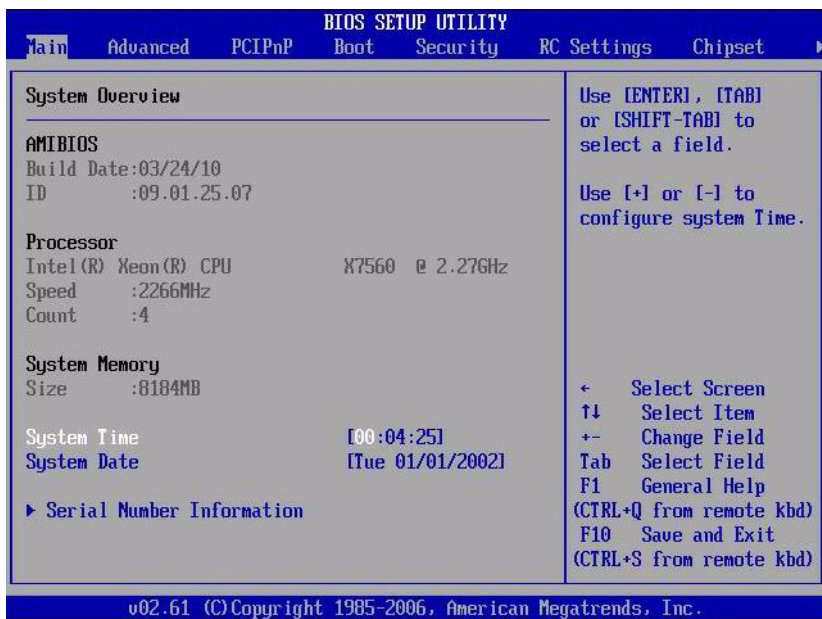 BIOS SETUP UTILITY
Main Advanced PCIPnP Boot Security RC Settings Chipset
System Overview
AMIBIOS
Build Date:03/24/10
ID :09.01.25.07
Processor
Intel(R) Xeon(R) CPU X7560 @ 2.27GHz
Speed :2266MHz
Count :4
System Memory
Size :8184MB
System Time [00:04:25]
System Date [Tue 01/01/2002]
Serial Number Information
Use [ENTER], [TAB]
or [SHIFT-TAB] to
select a field.
Use [+] or [-] to
configure system Time.
← Select Screen
↑↓ Select Item
+- Change Field
Tab Select Field
F1 General Help
(CTRL+Q from remote kbd)
F10 Save and Exit
(CTRL+S from remote kbd)
v02.61 (C)Copyright 1985-2006, American Megatrends, Inc.